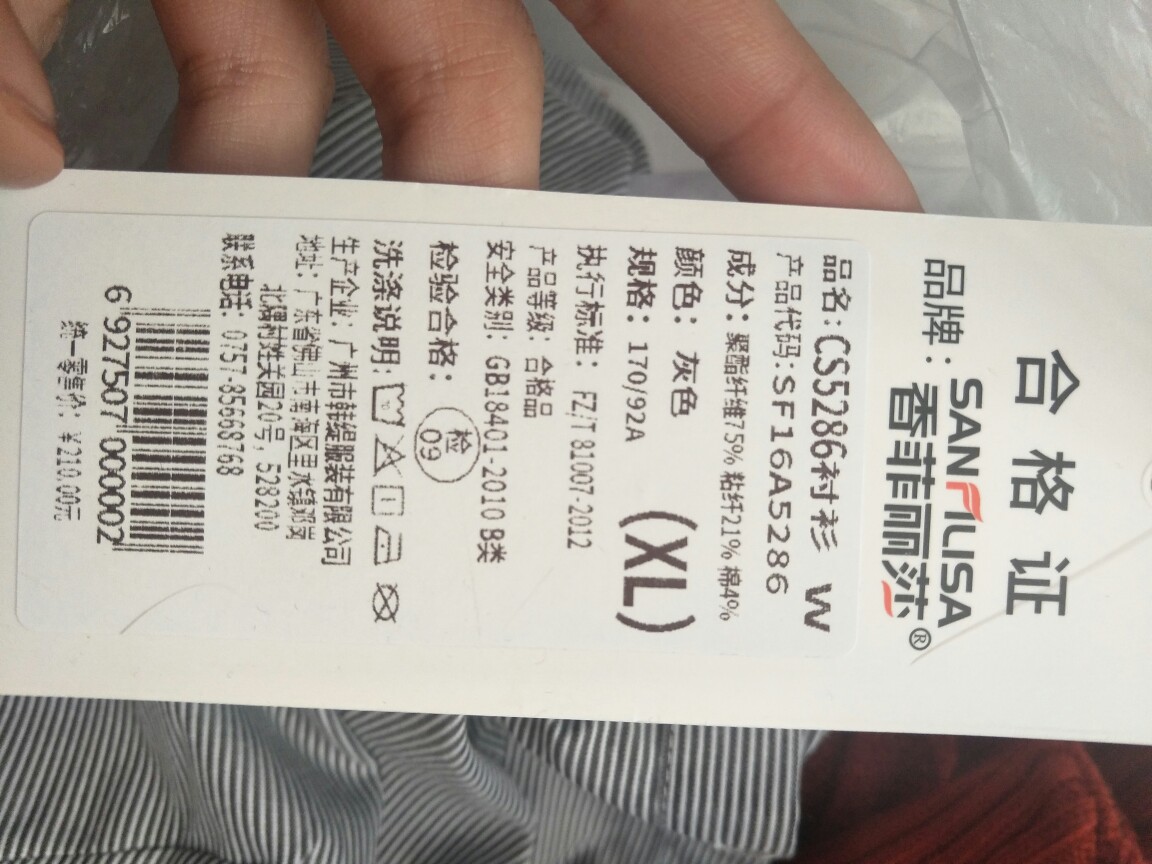 合格证
品牌：SANFILISA
香菲丽莎®
品名：CS5286衬衫 W
产品代码：SF16A5286
成分：聚酯纤维75% 粘纤21% 棉4%
颜色：灰色
规格：170/92A （XL）
执行标准：FZ/T 81007-2012
产品等级：合格品
安全类别：GB18401-2010 B类
检验合格：检09
洗涤说明：
生产企业：广州市韩缇服装有限公司
地址：广东省佛山市南海区里水镇邓岗
北隅村姓关园20号，528200
联系电话：0757-85668768
6 927507 000002
统一零售价：￥210.00元